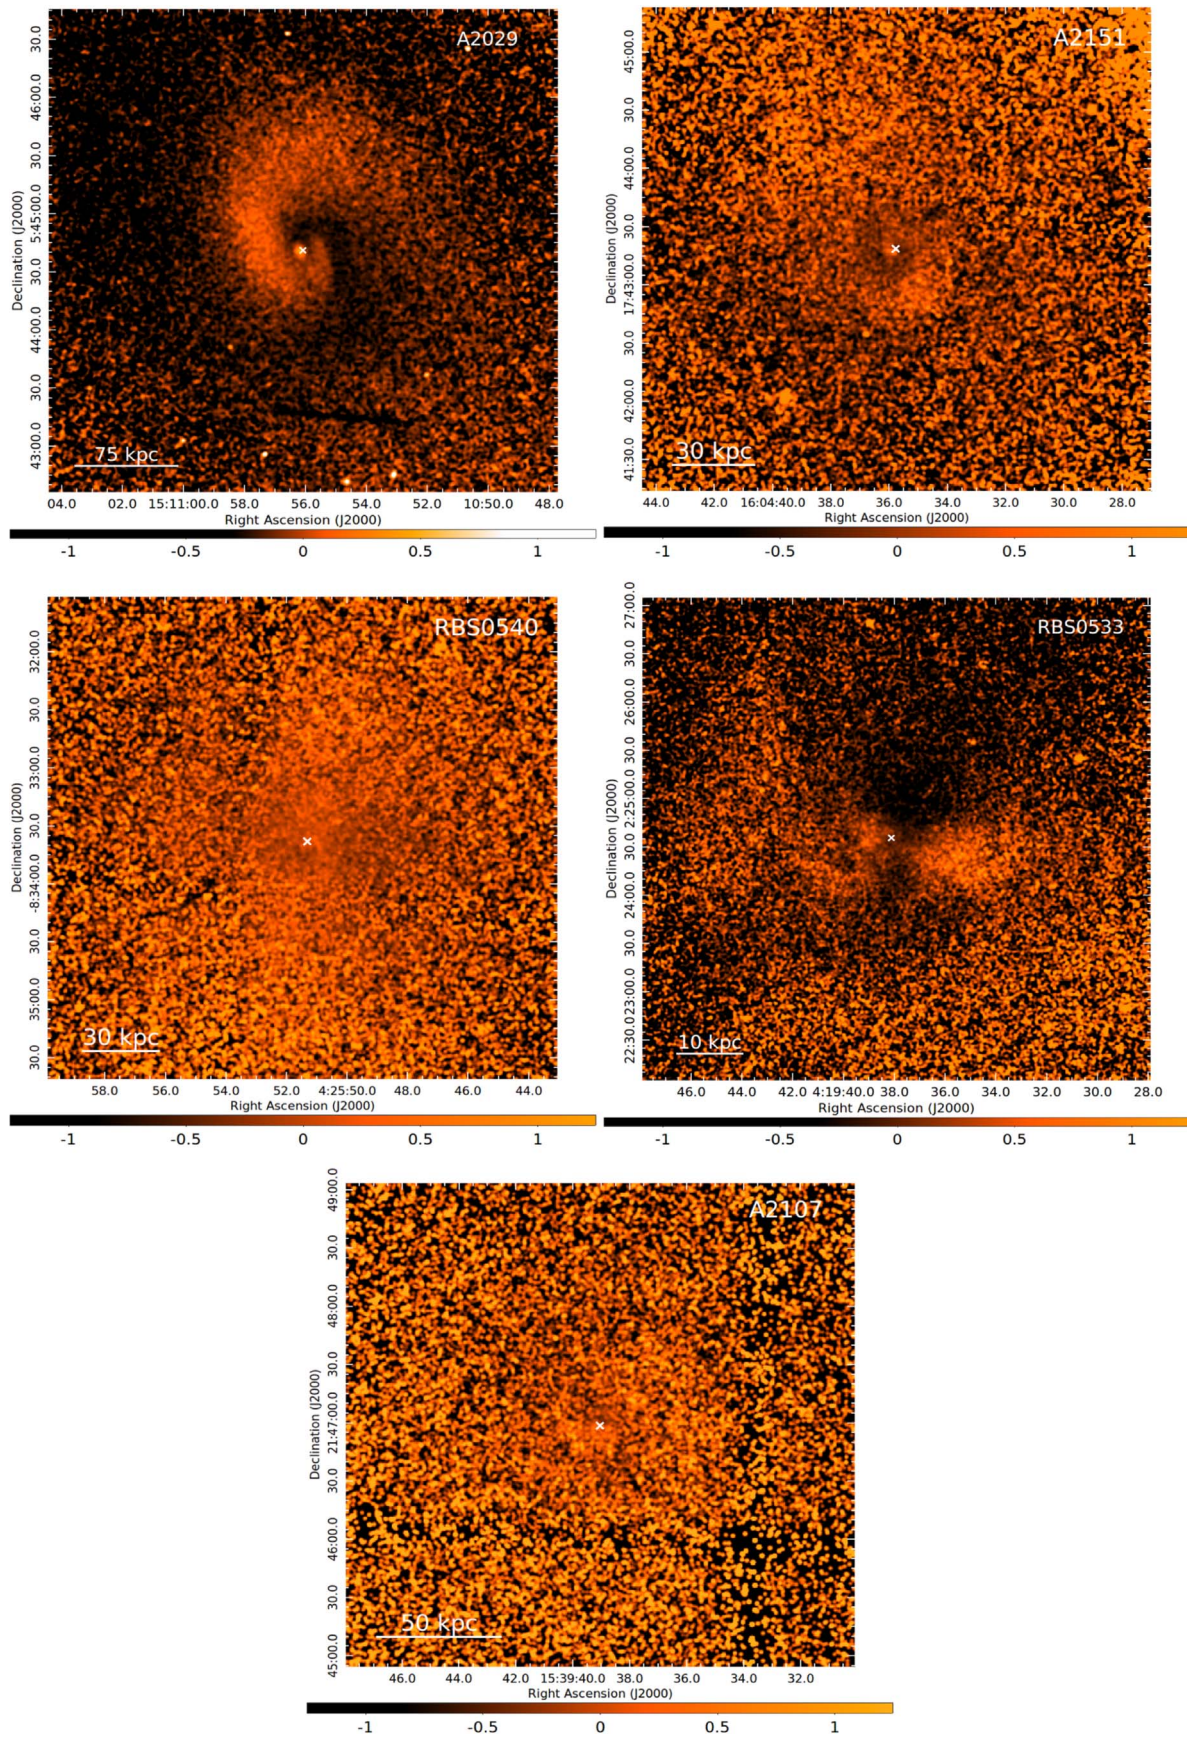 A2029
30.0
46:00.0
30.0
5:45:00.0
30.0
44:00.0
30.0
43:00.0
Declination (J2000)
75 kpc
04.0 02.0 15:11:00.0 58.0 56.0 54.0 52.0 10:50.0 48.0
Right Ascension (J2000)
-1 -0.5 0 0.5 1
A2151
45:00.0
30.0
44:00.0
30.0
17:43:00.0
30.0
42:00.0
41:30.0
Declination (J2000)
30 kpc
44.0 42.0 16:04:40.0 38.0 36.0 34.0 32.0 30.0 28.0
Right Ascension (J2000)
-1 -0.5 0 0.5 1
RBS0540
32:00.0
30.0
33:00.0
30.0
-8:34:00.0
30.0
35:00.0
30.0
Declination (J2000)
30 kpc
58.0 56.0 54.0 52.0 4:25:50.0 48.0 46.0 44.0
Right Ascension (J2000)
-1 -0.5 0 0.5 1
RBS0533
27:00.0
30.0
26:00.0
30.0
2:25:00.0
30.0
24:00.0
30.0
23:00.0
22:30.0
Declination (J2000)
10 kpc
46.0 44.0 42.0 4:19:40.0 38.0 36.0 34.0 32.0 30.0 28.0
Right Ascension (J2000)
-1 -0.5 0 0.5 1
A2107
49:00.0
30.0
48:00.0
30.0
21:47:00.0
30.0
46:00.0
30.0
45:00.0
Declination (J2000)
50 kpc
46.0 44.0 42.0 15:39:40.0 38.0 36.0 34.0 32.0
Right Ascension (J2000)
-1 -0.5 0 0.5 1